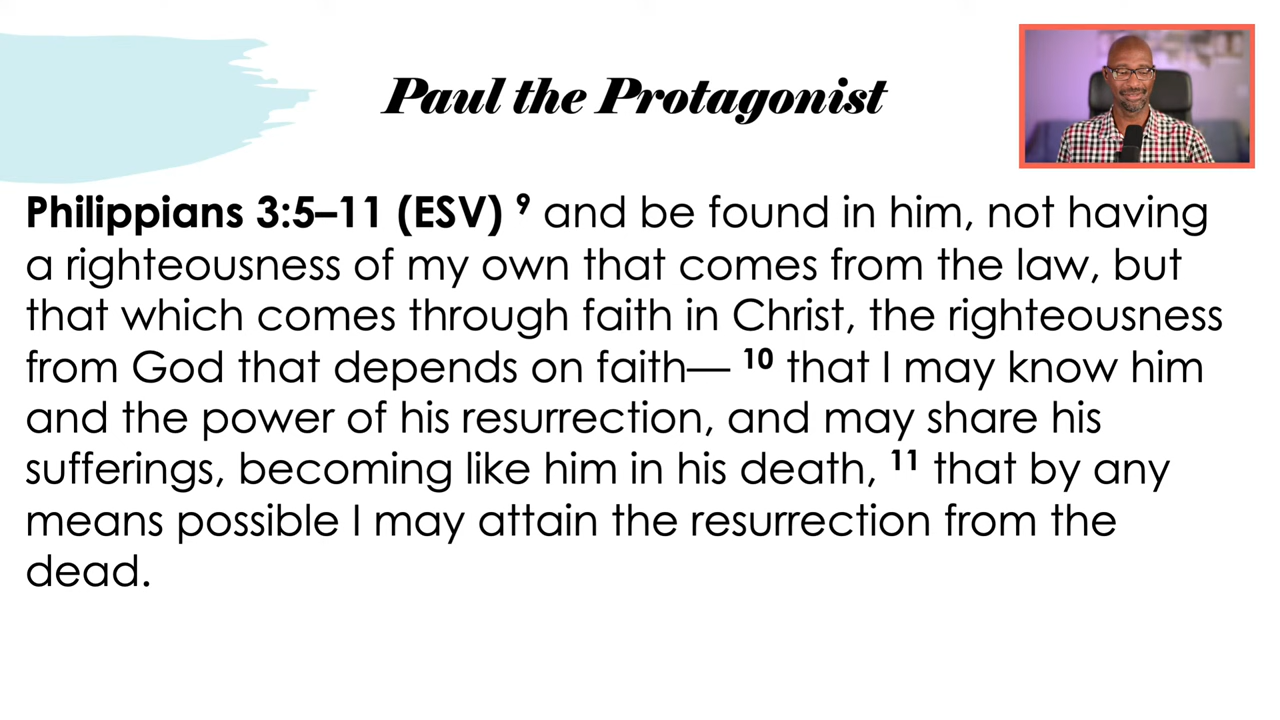 Paul the Protagonist
Philippians 3:5–11 (ESV) 9 and be found in him, not having
a righteousness of my own that comes from the law, but
that which comes through faith in Christ, the righteousness
from God that depends on faith— 10 that I may know him
and the power of his resurrection, and may share his
sufferings, becoming like him in his death, 11 that by any
means possible I may attain the resurrection from the
dead.